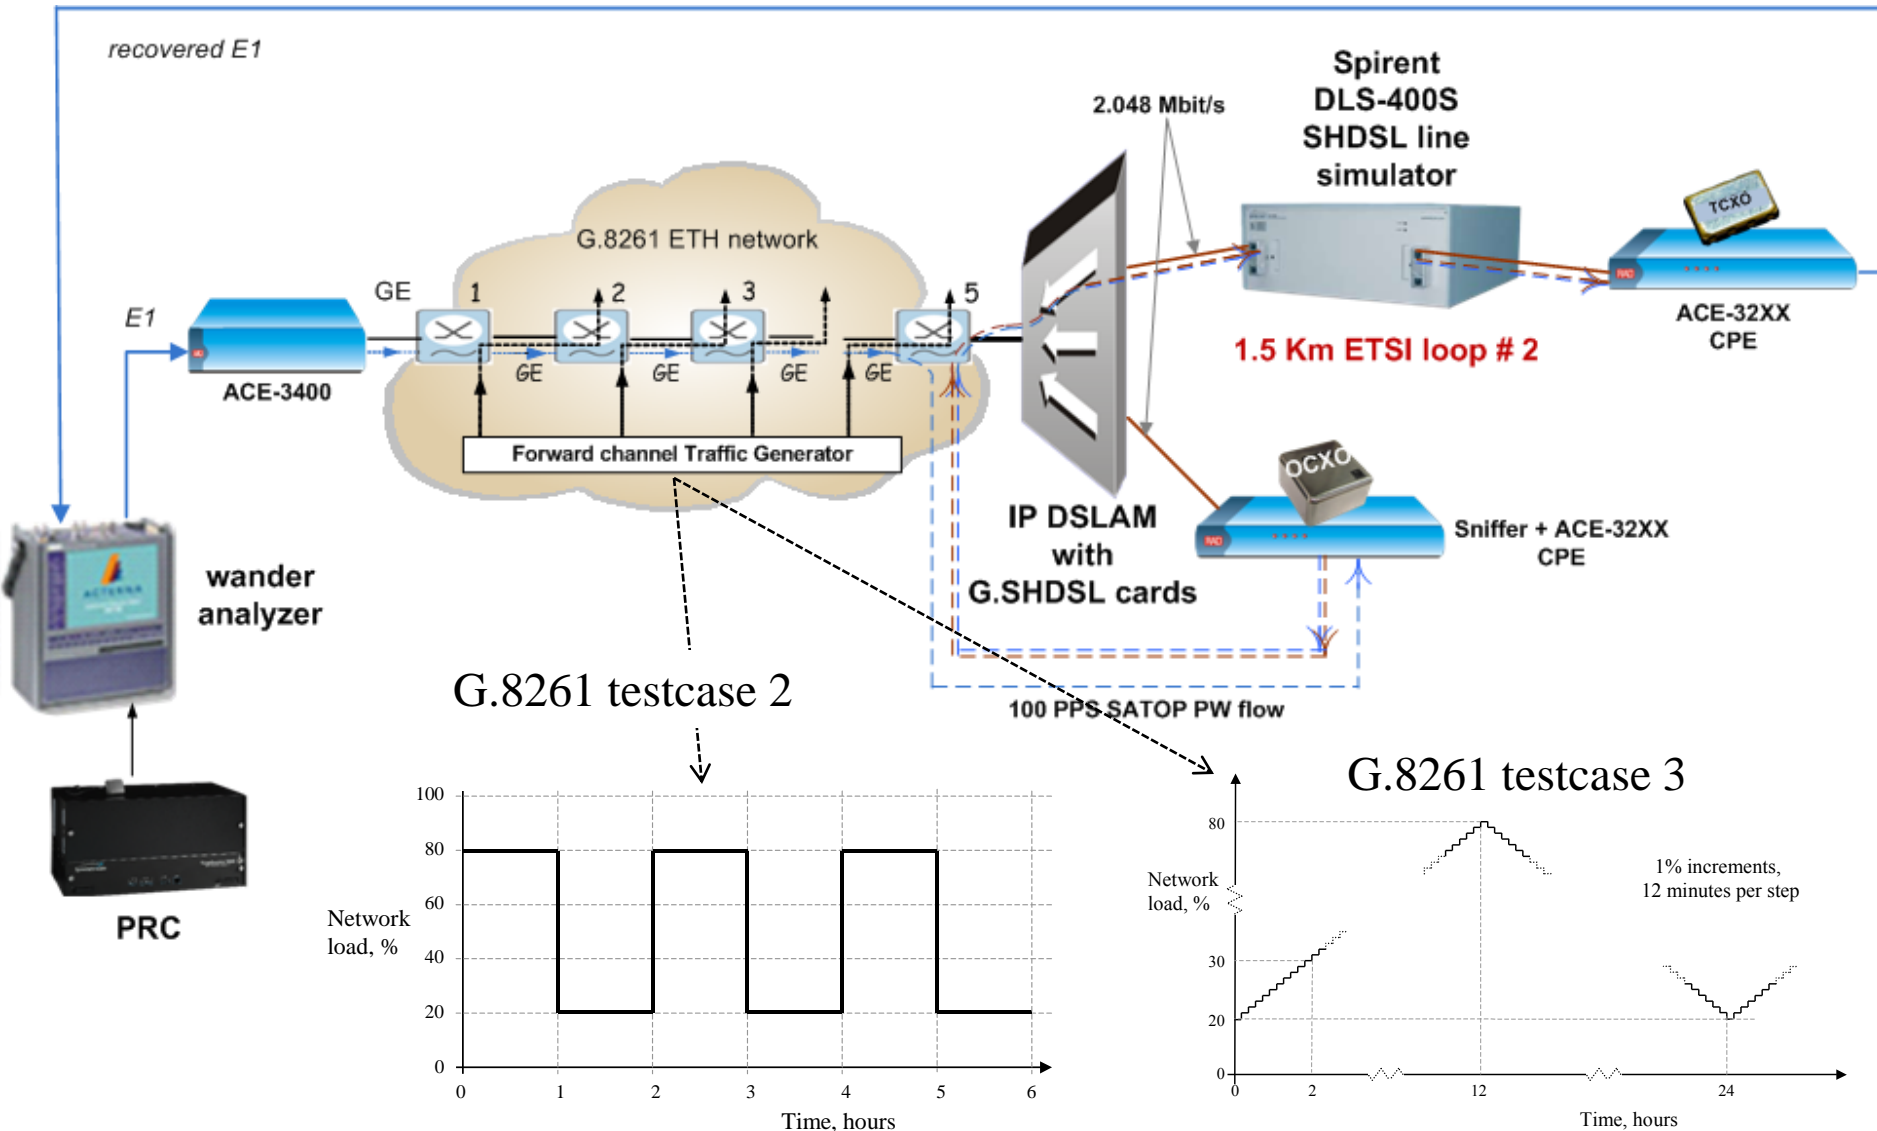 recovered E1
Spirent
DLS-400S
SHDSL line
simulator
2.048 Mbit/s
TCXO
G.8261 ETH network
RAD
ACE-32XX
CPE
GE
1
2
3
5
E1
GE
GE
GE
GE
1.5 Km ETSI loop # 2
ACE-3400
Forward channel Traffic Generator
OCXO
IP DSLAM
with
G.SHDSL cards
RAD
Sniffer + ACE-32XX
CPE
ACTERNA
wander
analyzer
G.8261 testcase 2
100 PPS SATOP PW flow
PRC
100
80
60
40
20
0
Network
load, %
0 1 2 3 4 5 6
Time, hours
G.8261 testcase 3
80
30
20
0
Network
load, %
1% increments,
12 minutes per step
0 2 12 24
Time, hours